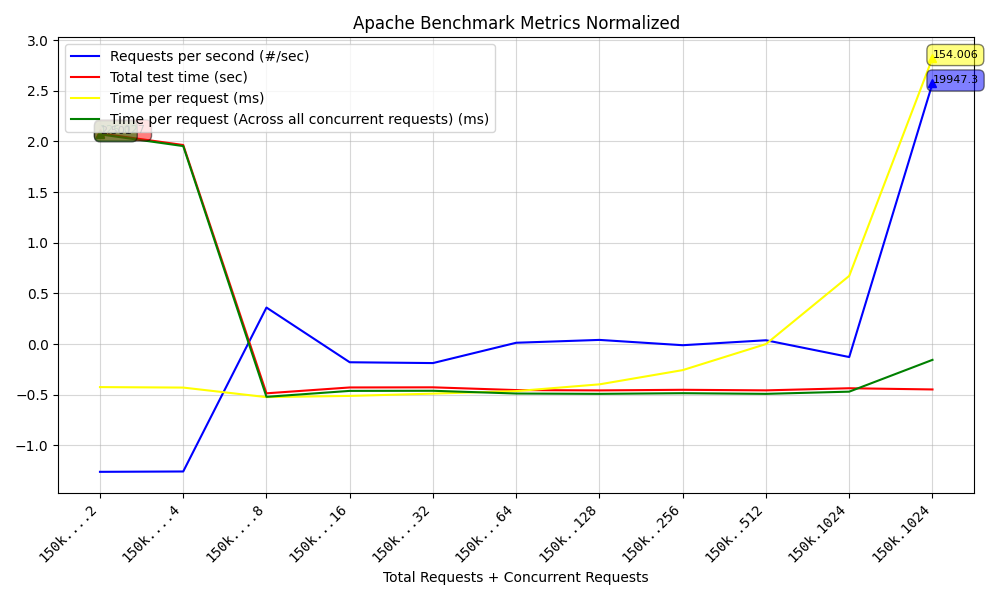 Apache Benchmark Metrics Normalized
3.0
2.5
2.0
1.5
1.0
0.5
0.0
−0.5
−1.0
Requests per second (#/sec)
Total test time (sec)
Time per request (ms)
Time per request (Across all concurrent requests) (ms)
154.006
19947.3
150k....2
150k....4
150k....8
150k...16
150k...32
150k...64
150k..128
150k..256
150k..512
150k.1024
150k.1024
Total Requests + Concurrent Requests